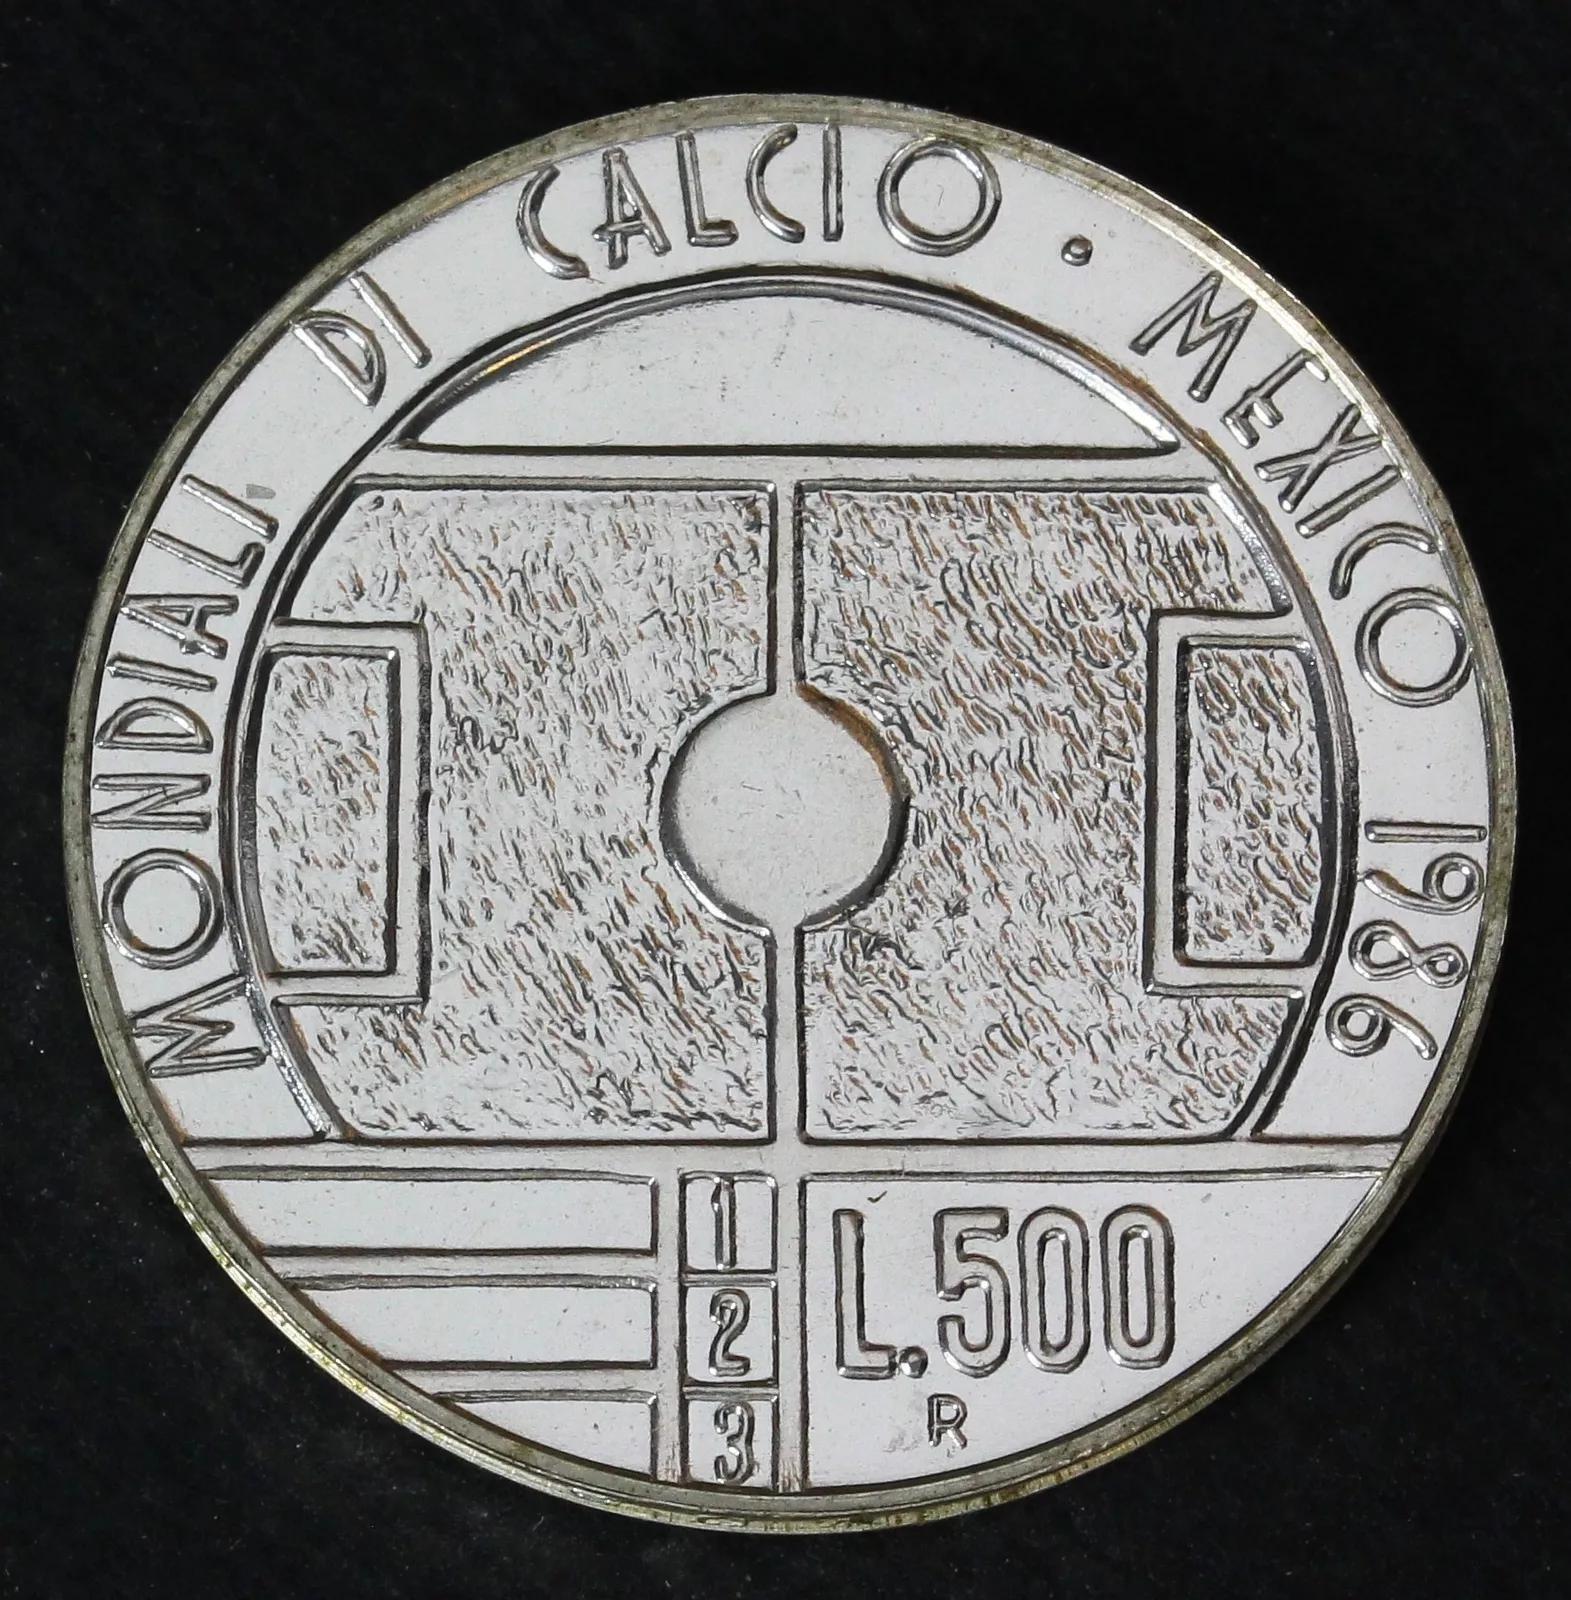 MONDIALI DI CALCIO · MEXICO 1986
1
2
3
L.500
R